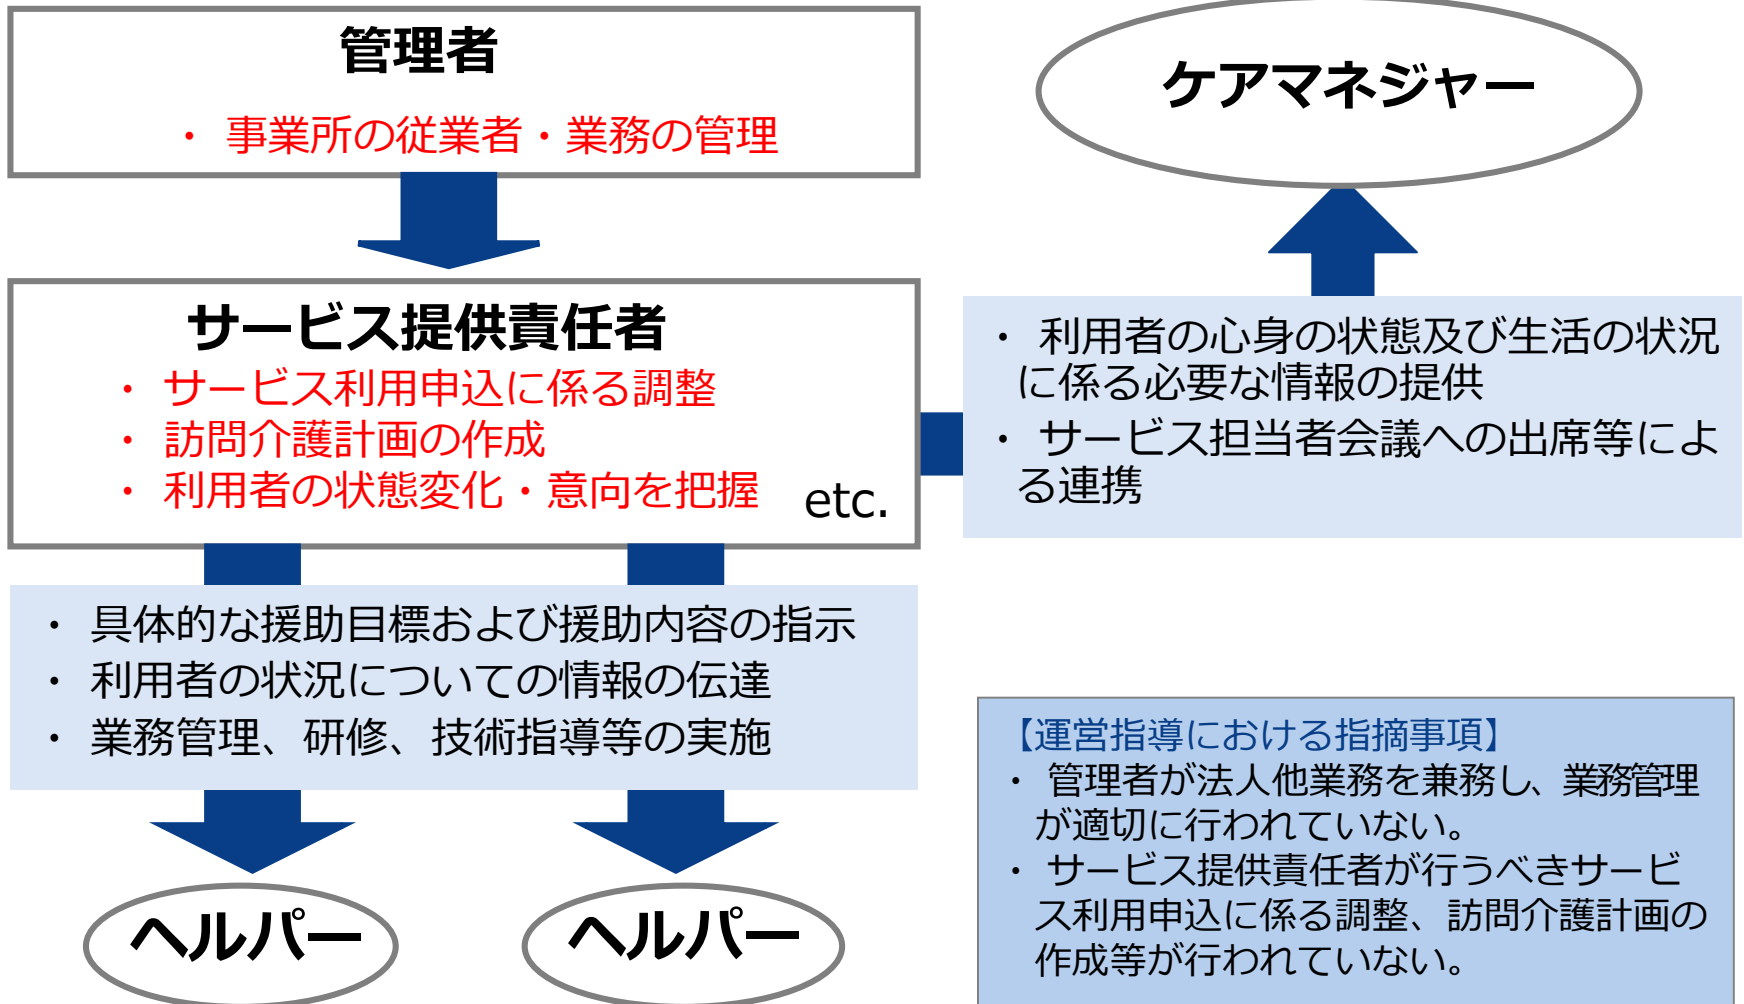 管理者
・ 事業所の従業者・業務の管理
ケアマネジャー
サービス提供責任者
・ サービス利用申込に係る調整
・ 訪問介護計画の作成
・ 利用者の状態変化・意向を把握
etc.
・ 利用者の心身の状態及び生活の状況
に係る必要な情報の提供
・ サービス担当者会議への出席等によ
る連携
・ 具体的な援助目標および援助内容の指示
・ 利用者の状況についての情報の伝達
・ 業務管理、研修、技術指導等の実施
ヘルパー
ヘルパー
【運営指導における指摘事項】
・ 管理者が法人他業務を兼務し、業務管理
が適切に行われていない。
・ サービス提供責任者が行うべきサービ
ス利用申込に係る調整、訪問介護計画の
作成等が行われていない。